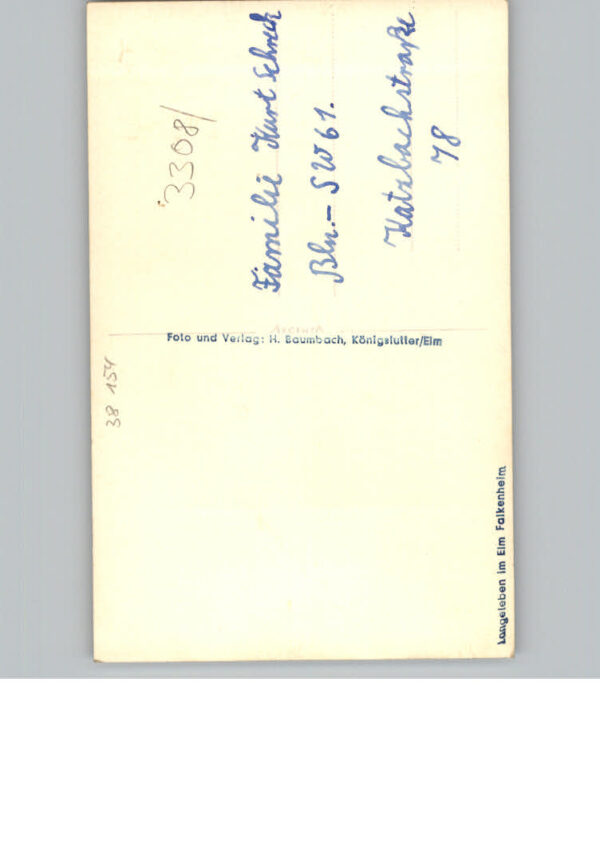 3308/
Familie Kurt Schreck
Bln.- SW 61.
Katzbachstraße
78
Foto und Verlag: H. Baumbach, Königslutter/Elm
38 154
Langeleben im Elm Falkenheim